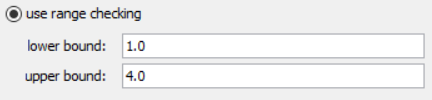 use range checking
lower bound: 1.0
upper bound: 4.0